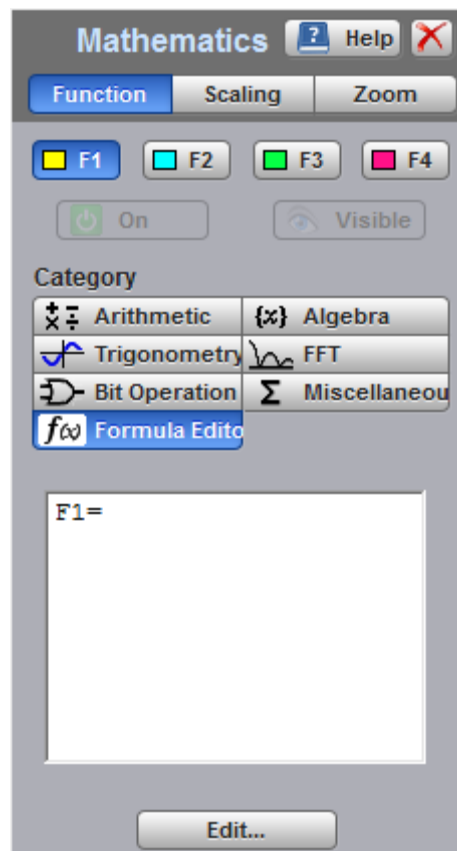 Mathematics ? Help
Function Scaling Zoom
F1 F2 F3 F4
On Visible
Category
Arithmetic {x} Algebra
Trigonometry FFT
Bit Operation Σ Miscellaneou
f(x) Formula Edito
F1=
Edit...